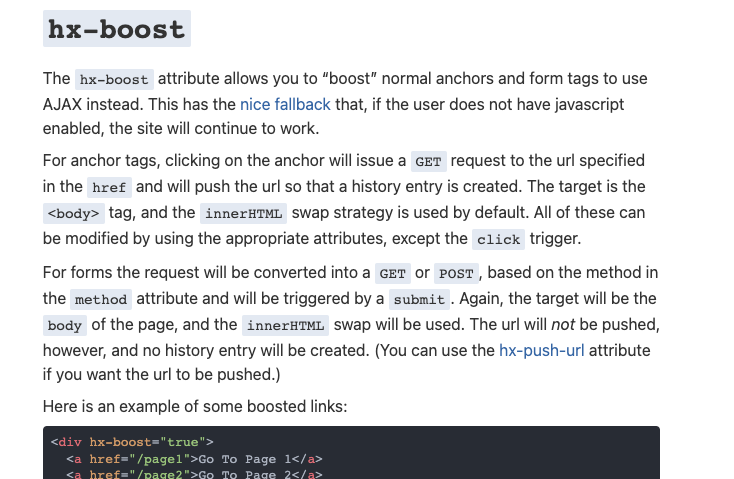 hx-boost
The hx-boost attribute allows you to “boost” normal anchors and form tags to use
AJAX instead. This has the nice fallback that, if the user does not have javascript
enabled, the site will continue to work.
For anchor tags, clicking on the anchor will issue a GET request to the url specified
in the href and will push the url so that a history entry is created. The target is the
<body> tag, and the innerHTML swap strategy is used by default. All of these can
be modified by using the appropriate attributes, except the click trigger.
For forms the request will be converted into a GET or POST, based on the method in
the method attribute and will be triggered by a submit. Again, the target will be the
body of the page, and the innerHTML swap will be used. The url will not be pushed,
however, and no history entry will be created. (You can use the hx-push-url attribute
if you want the url to be pushed.)
Here is an example of some boosted links:
<div hx-boost="true">
<a href="/page1">Go To Page 1</a>
<a href="/page2">Go To Page 2</a>